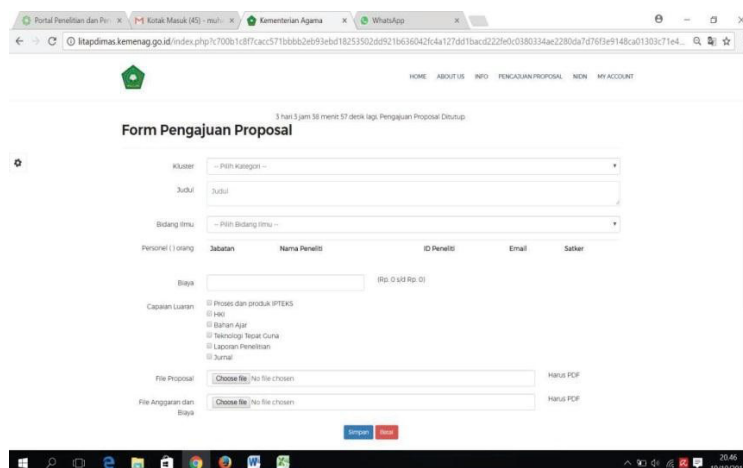 Portal Penelitian dan Per
Kotak Masuk (45) - muh
Kementerian Agama
WhatsApp
litapdimas.kemenag.go.id/index.php?
HOME ABOUT US INFO PENGAJUAN PROPOSAL NIDN MY ACCOUNT
3 hari 3 jam 38 menit 57 detik lagi, Pengajuan Proposal Ditutup
Form Pengajuan Proposal
Kluster
-- Pilih Kategori --
Judul
Judul
Bidang Ilmu
-- Pilih Bidang Ilmu --
Personel ( ) orang
Jabatan Nama Peneliti ID Peneliti Email Satker
Biaya
(Rp. 0 s/d Rp. 0)
Capaian Luaran
Proses dan produk IPTEKS
HKI
Bahan Ajar
Teknologi Tepat Guna
Laporan Penelitian
Jurnal
File Proposal
Choose file No file chosen
Harus PDF
File Anggaran dan
Biaya
Choose file No file chosen
Harus PDF
Simpan Reset
20.46